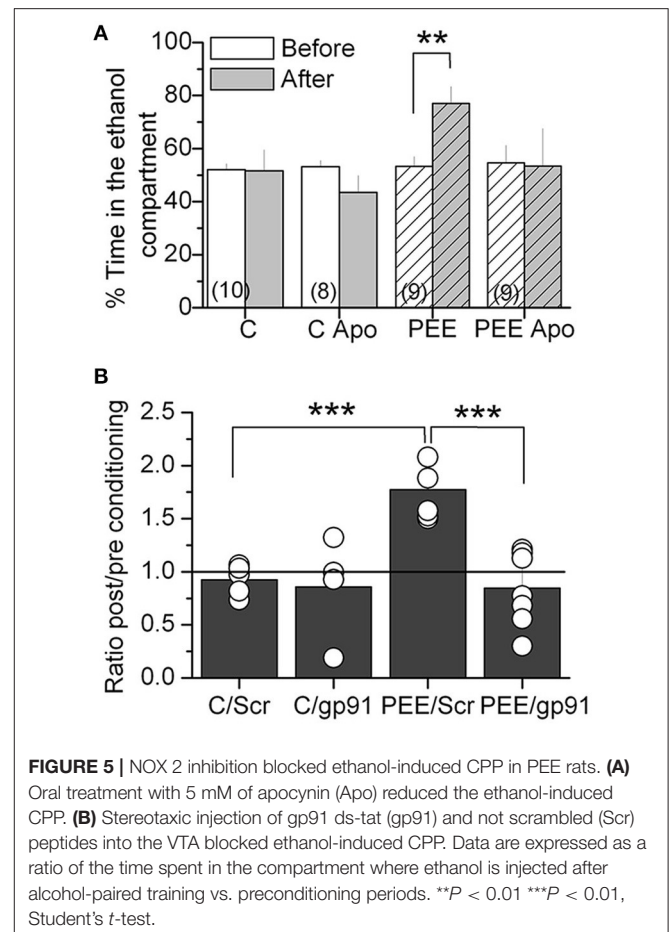 A
100
80
60
40
20
0
% Time in the ethanol
compartment
Before
After
**
(10)
(8)
(9)
(9)
C
C Apo
PEE
PEE Apo
B
2.5
2.0
1.5
1.0
0.5
0.0
Ratio post/pre conditioning
***
***
C/Scr
C/gp91
PEE/Scr
PEE/gp91
FIGURE 5 | NOX 2 inhibition blocked ethanol-induced CPP in PEE rats. (A)
Oral treatment with 5 mM of apocynin (Apo) reduced the ethanol-induced
CPP. (B) Stereotaxic injection of gp91 ds-tat (gp91) and not scrambled (Scr)
peptides into the VTA blocked ethanol-induced CPP. Data are expressed as a
ratio of the time spent in the compartment where ethanol is injected after
alcohol-paired training vs. preconditioning periods. **P < 0.01 ***P < 0.01,
Student's t-test.